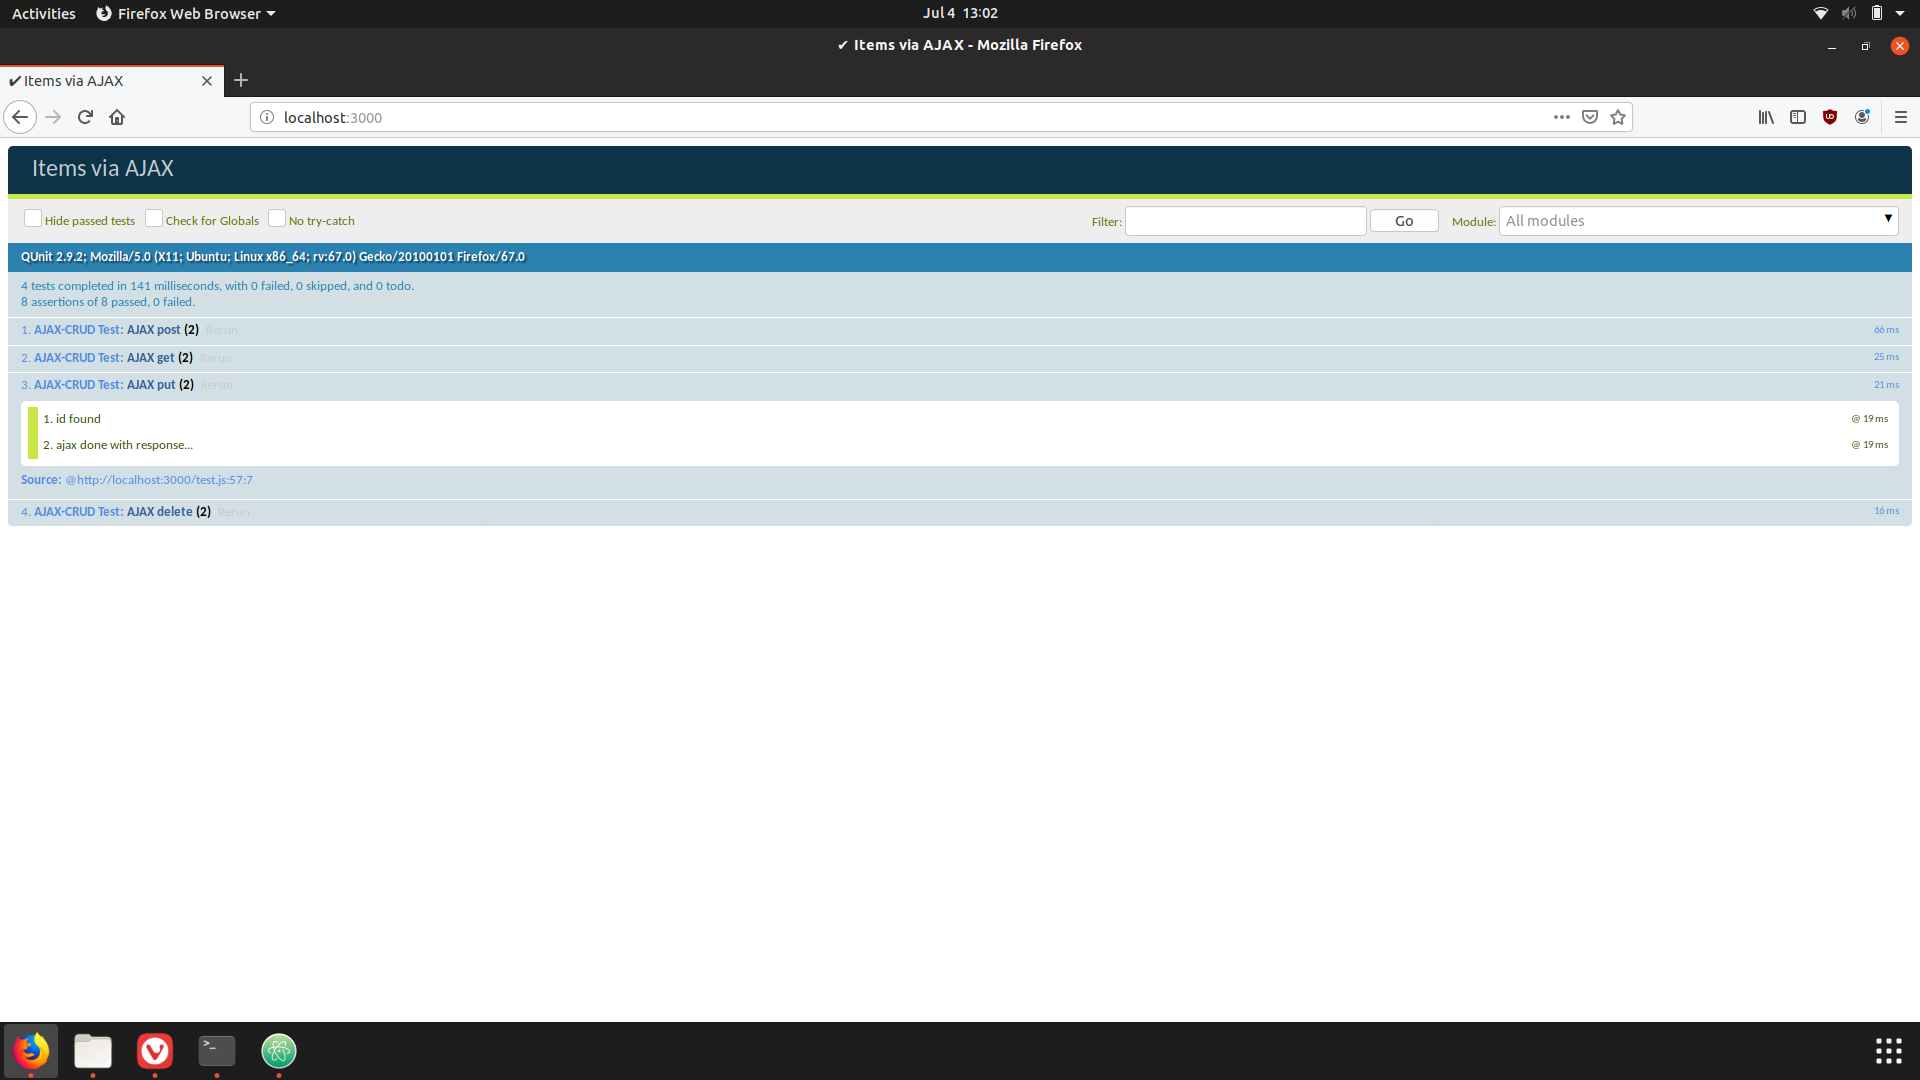 Activities Firefox Web Browser Jul 4 13:02
✔ Items via AJAX - Mozilla Firefox
✔ Items via AJAX
localhost:3000
Items via AJAX
Hide passed tests Check for Globals No try-catch Filter: Go Module: All modules
QUnit 2.9.2; Mozilla/5.0 (X11; Ubuntu; Linux x86_64; rv:67.0) Gecko/20100101 Firefox/67.0
4 tests completed in 141 milliseconds, with 0 failed, 0 skipped, and 0 todo.
8 assertions of 8 passed, 0 failed.
1. AJAX-CRUD Test: AJAX post (2) Rerun 66 ms
2. AJAX-CRUD Test: AJAX get (2) Rerun 25 ms
3. AJAX-CRUD Test: AJAX put (2) Rerun 21 ms
1. id found @ 19 ms
2. ajax done with response... @ 19 ms
Source: @http://localhost:3000/test.js:57:7
4. AJAX-CRUD Test: AJAX delete (2) Rerun 16 ms